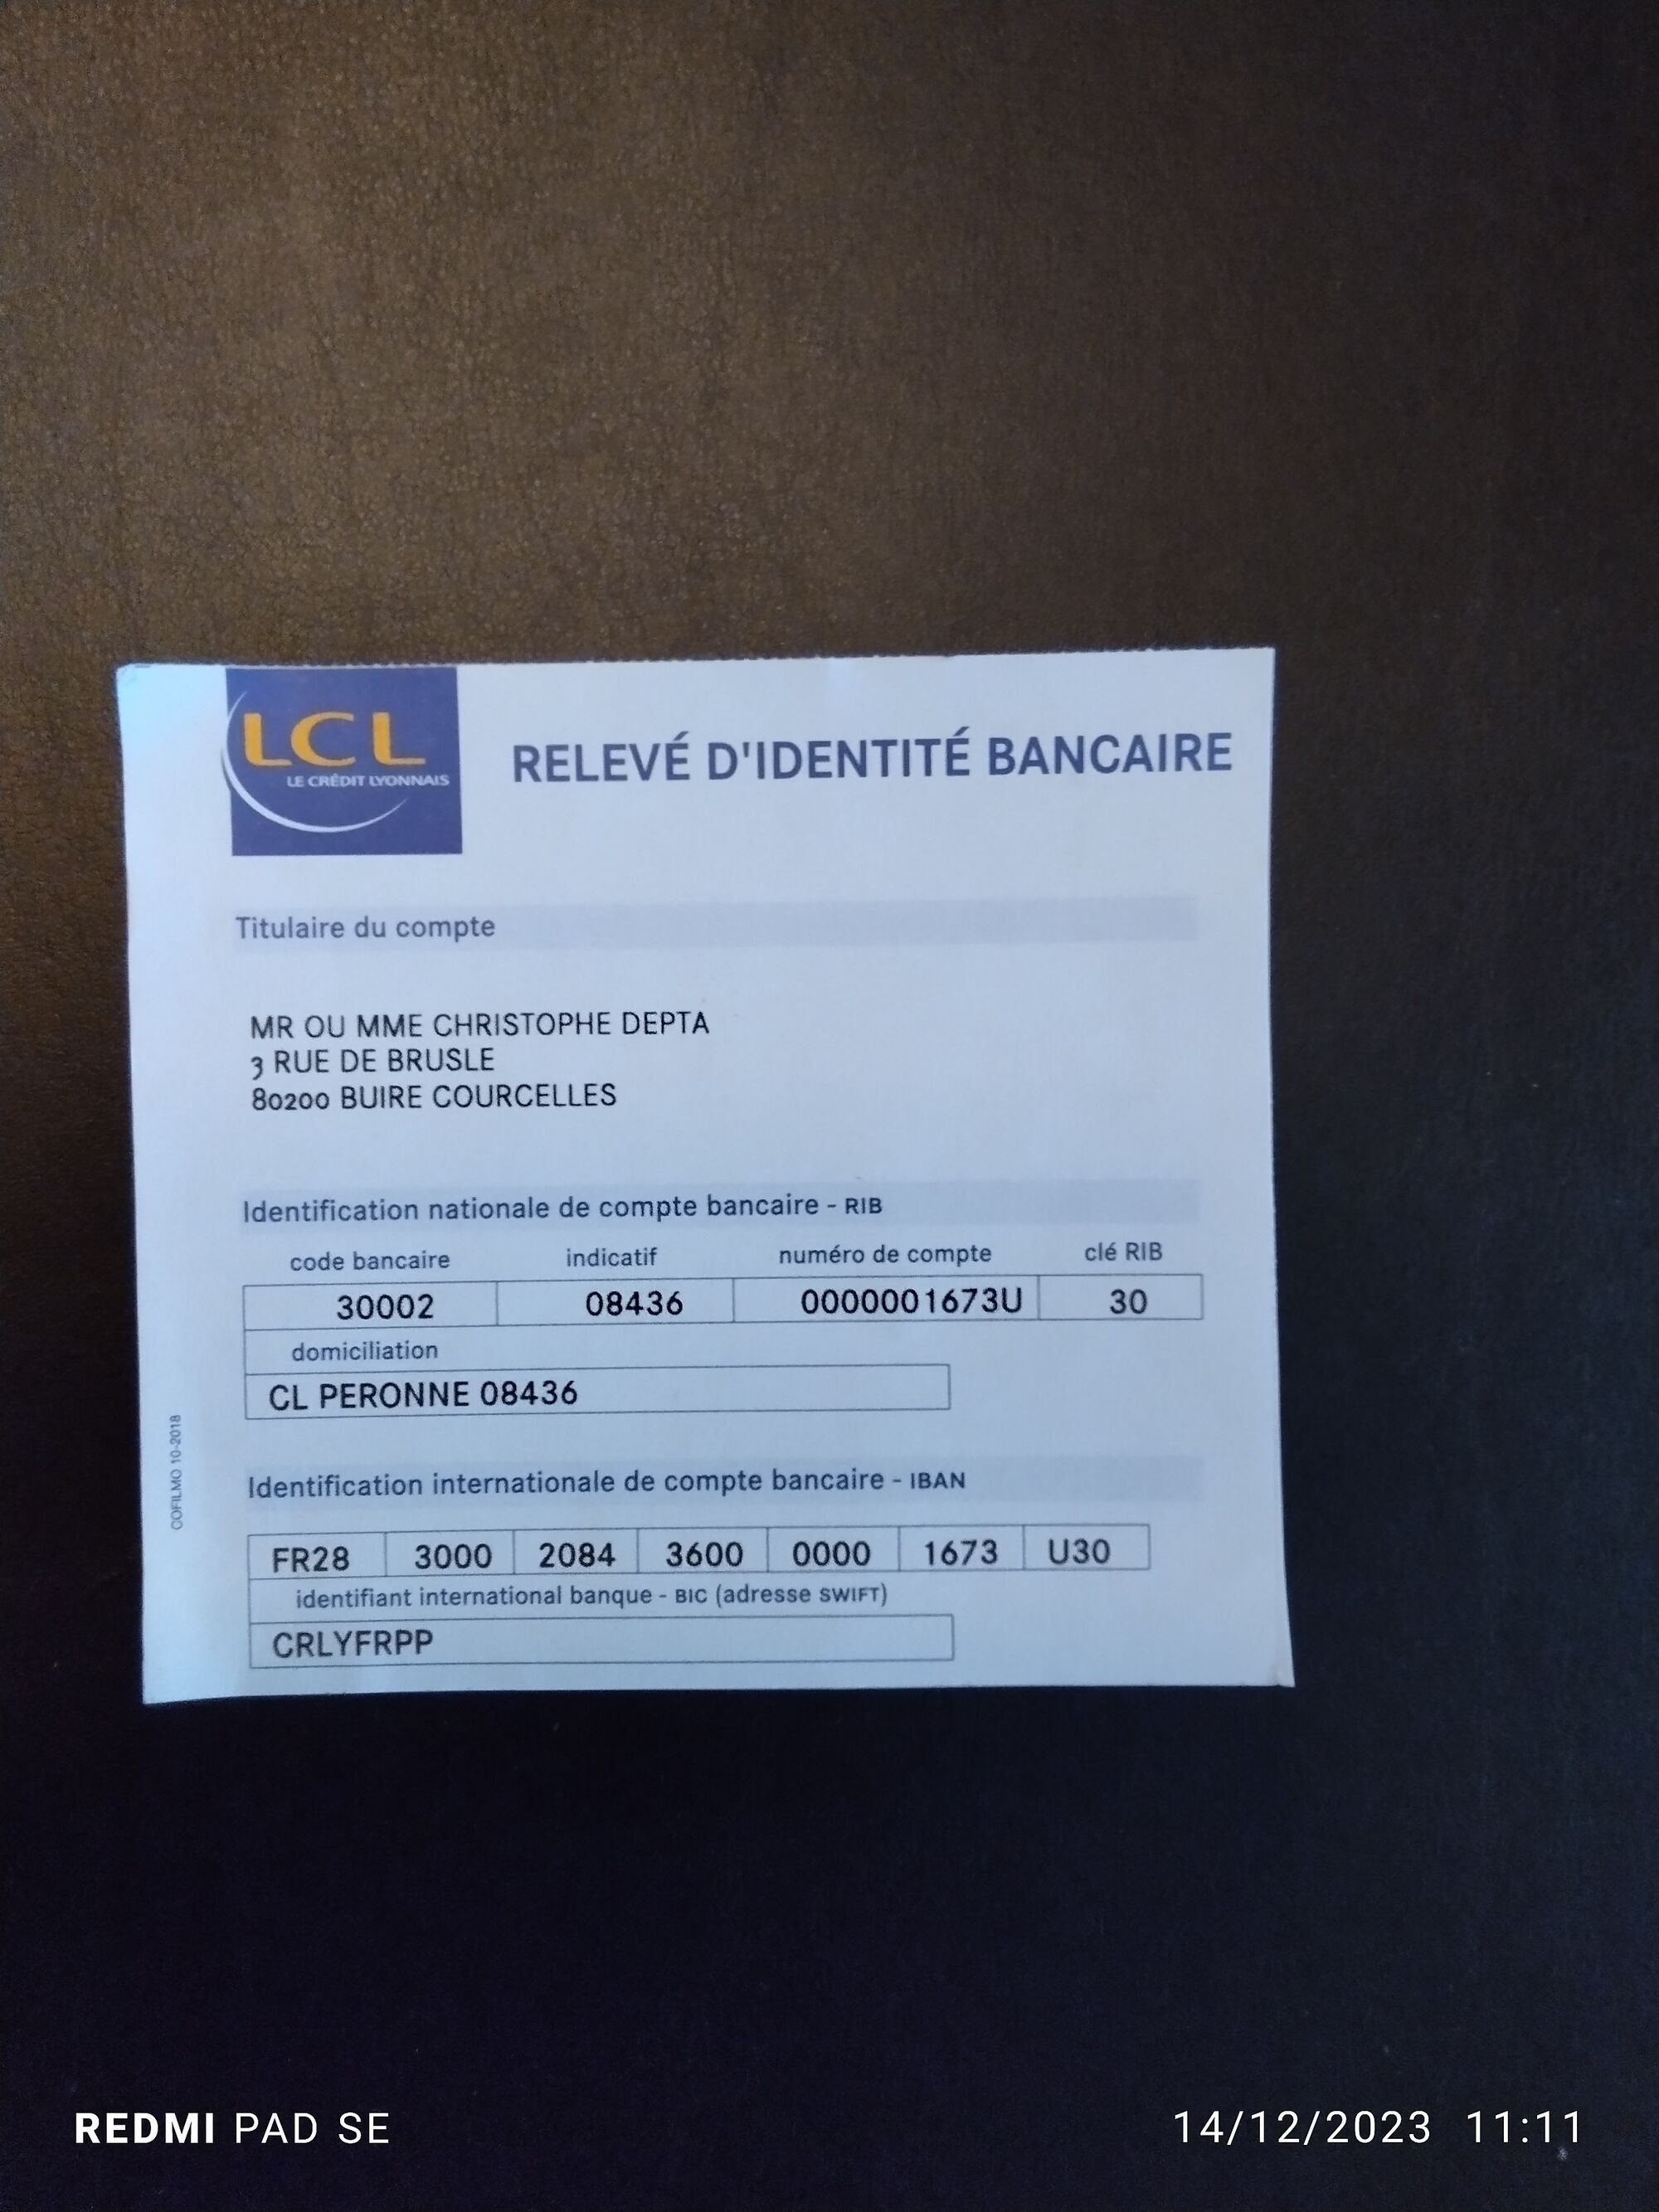 LCL
LE CRÉDIT LYONNAIS
RELEVÉ D'IDENTITÉ BANCAIRE
Titulaire du compte
MR OU MME CHRISTOPHE DEPTA
3 RUE DE BRUSLE
80200 BUIRE COURCELLES
Identification nationale de compte bancaire - RIB
code bancaire indicatif numéro de compte clé RIB
30002 08436 0000001673U 30
domiciliation
CL PERONNE 08436
Identification internationale de compte bancaire - IBAN
FR28 3000 2084 3600 0000 1673 U30
identifiant international banque - BIC (adresse SWIFT)
CRLYFRPP
COFILMO 10-2018
REDMI PAD SE
14/12/2023 11:11